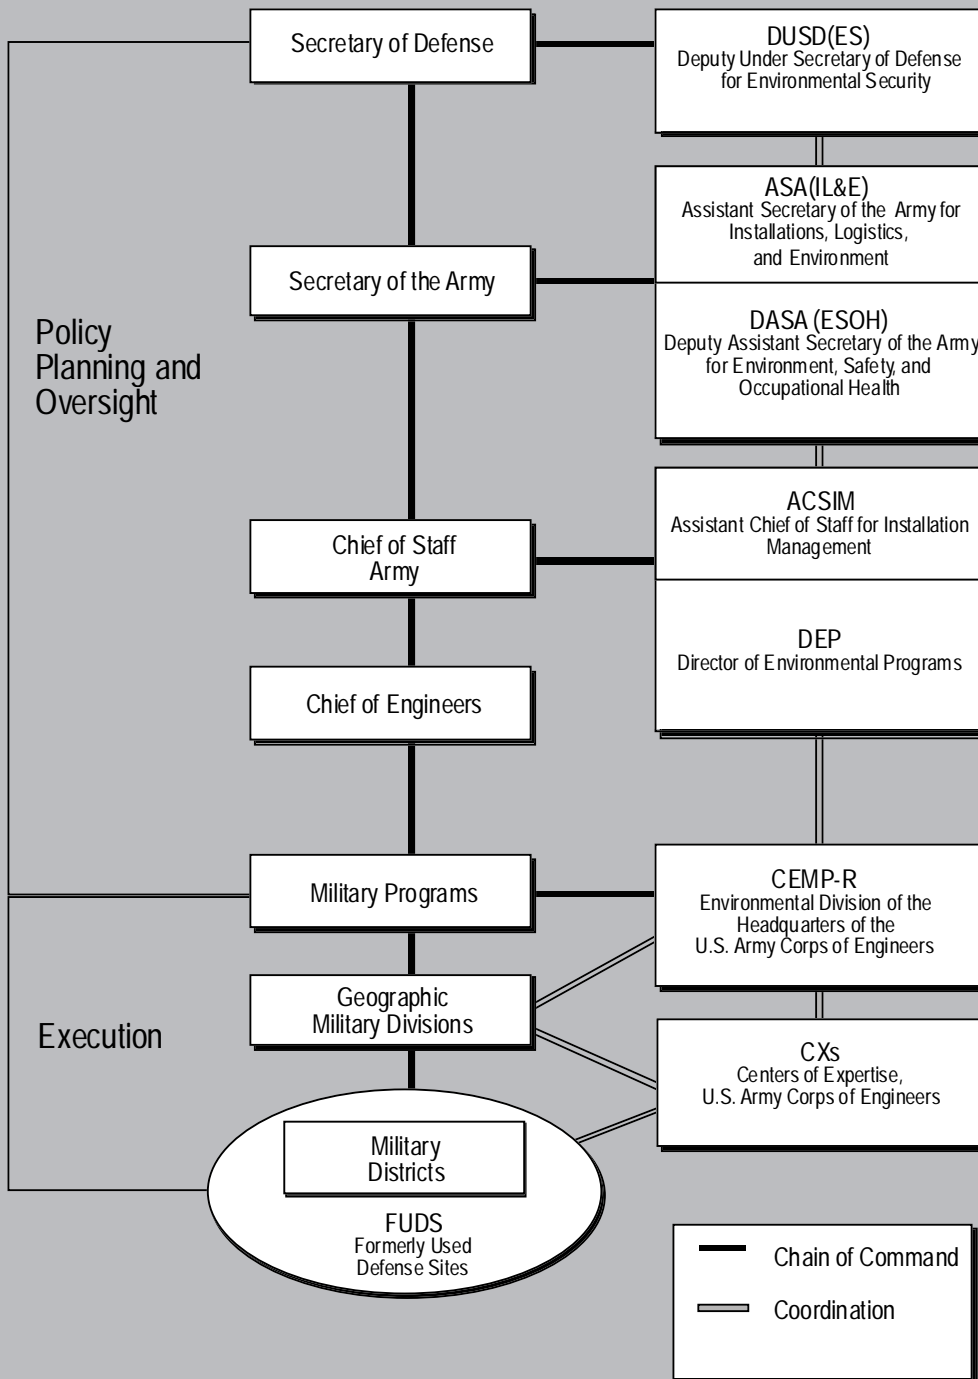 Secretary of Defense
DUSD(ES)
Deputy Under Secretary of Defense
for Environmental Security
ASA(IL&E)
Assistant Secretary of the Army for
Installations, Logistics,
and Environment
Secretary of the Army
DASA (ESOH)
Deputy Assistant Secretary of the Army
for Environment, Safety, and
Occupational Health
Policy
Planning and
Oversight
ACSIM
Assistant Chief of Staff for Installation
Management
Chief of Staff
Army
DEP
Director of Environmental Programs
Chief of Engineers
Military Programs
CEMP-R
Environmental Division of the
Headquarters of the
U.S. Army Corps of Engineers
Geographic
Military Divisions
Execution
CXs
Centers of Expertise,
U.S. Army Corps of Engineers
Military
Districts
FUDS
Formerly Used
Defense Sites
Chain of Command
Coordination